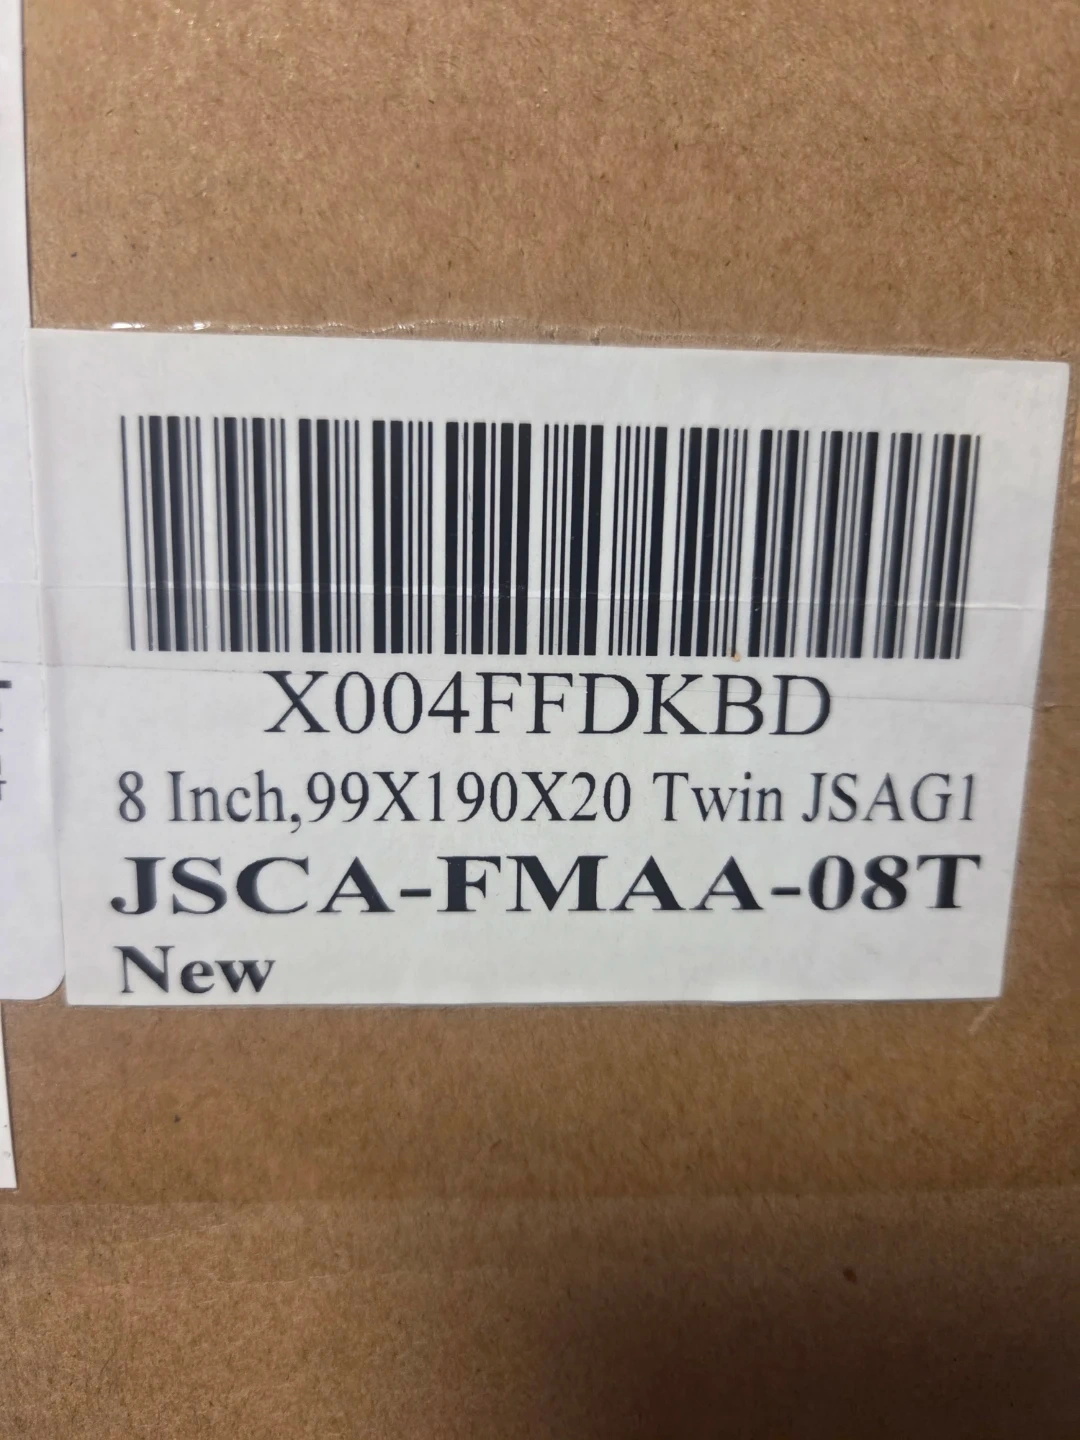 X004FFDKBD
8 Inch,99X190X20 Twin JSAG1
JSCA-FMAA-08T
New